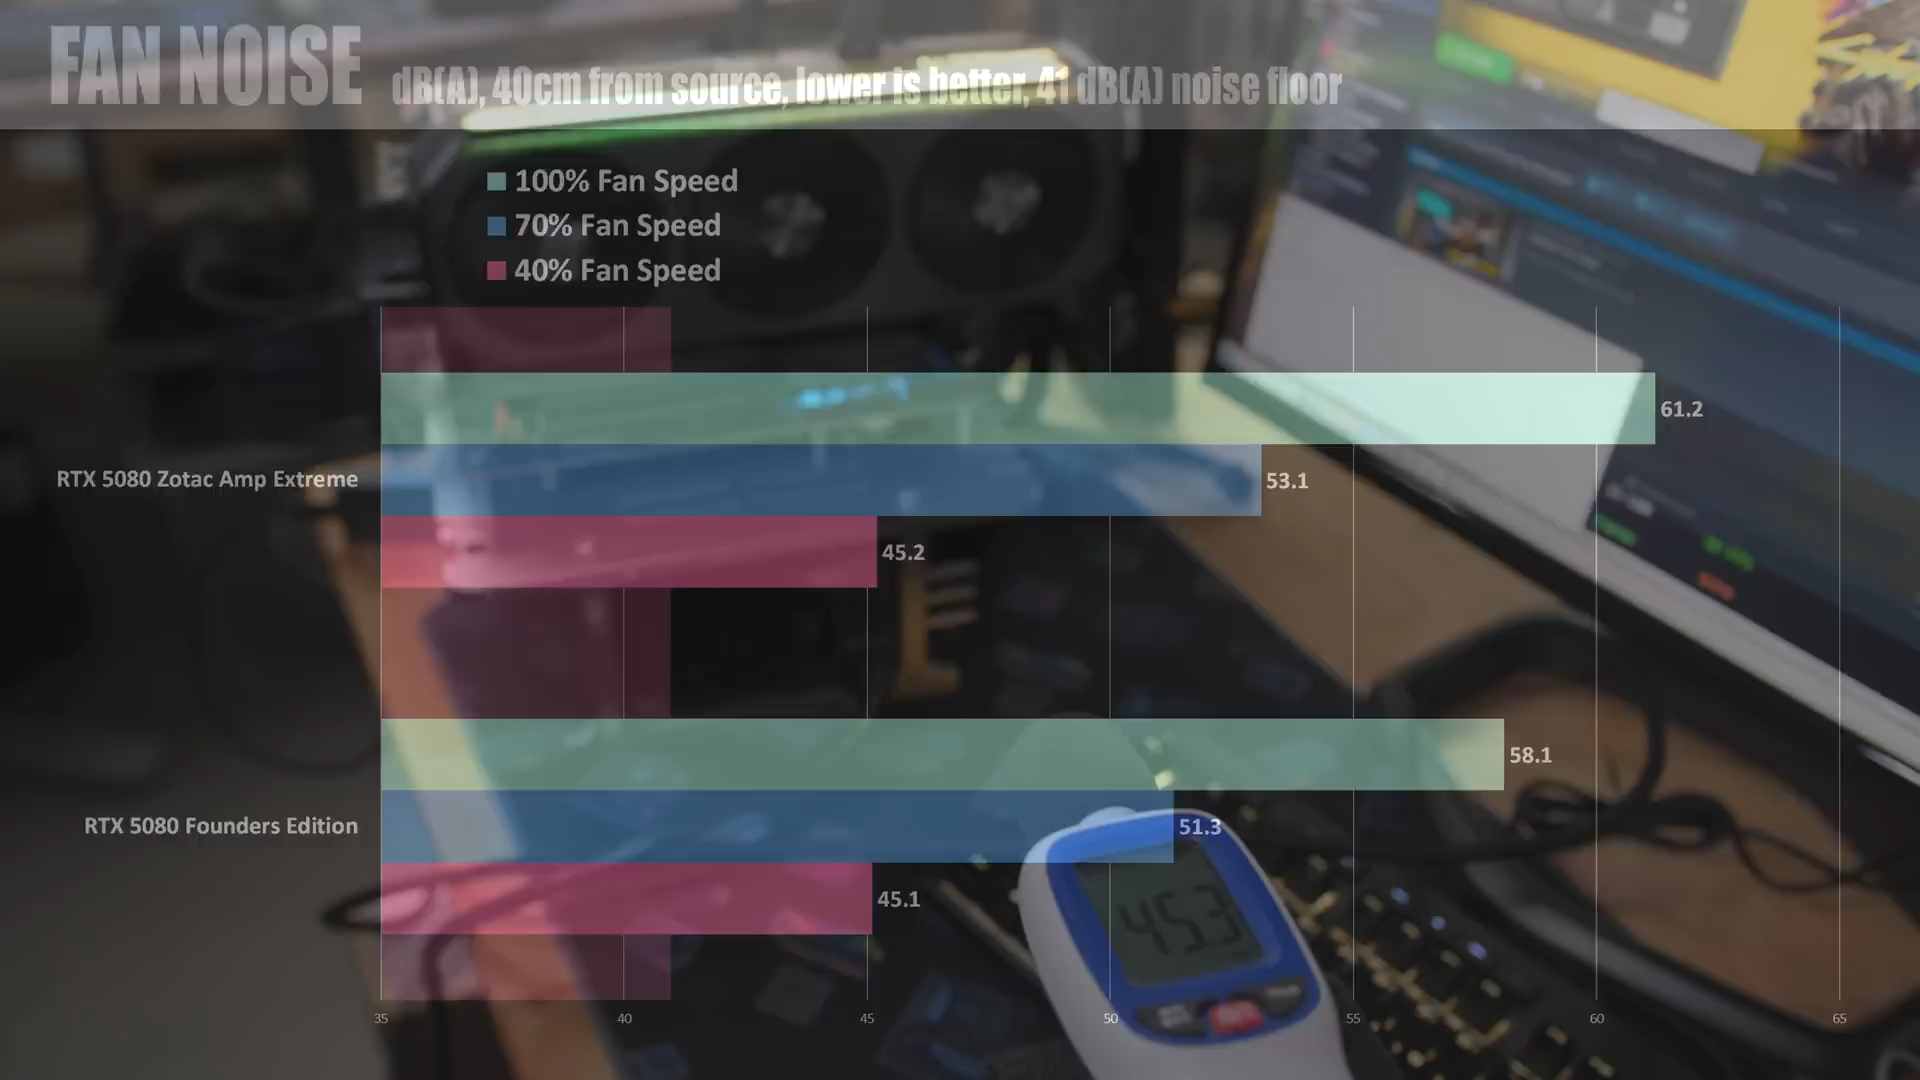 FAN NOISE dB(A), 40cm from source, lower is better, 41 dB(A) noise floor
100% Fan Speed
70% Fan Speed
40% Fan Speed
61.2
RTX 5080 Zotac Amp Extreme
53.1
45.2
58.1
RTX 5080 Founders Edition
51.3
45.1
45.3
35 40 45 50 55 60 65